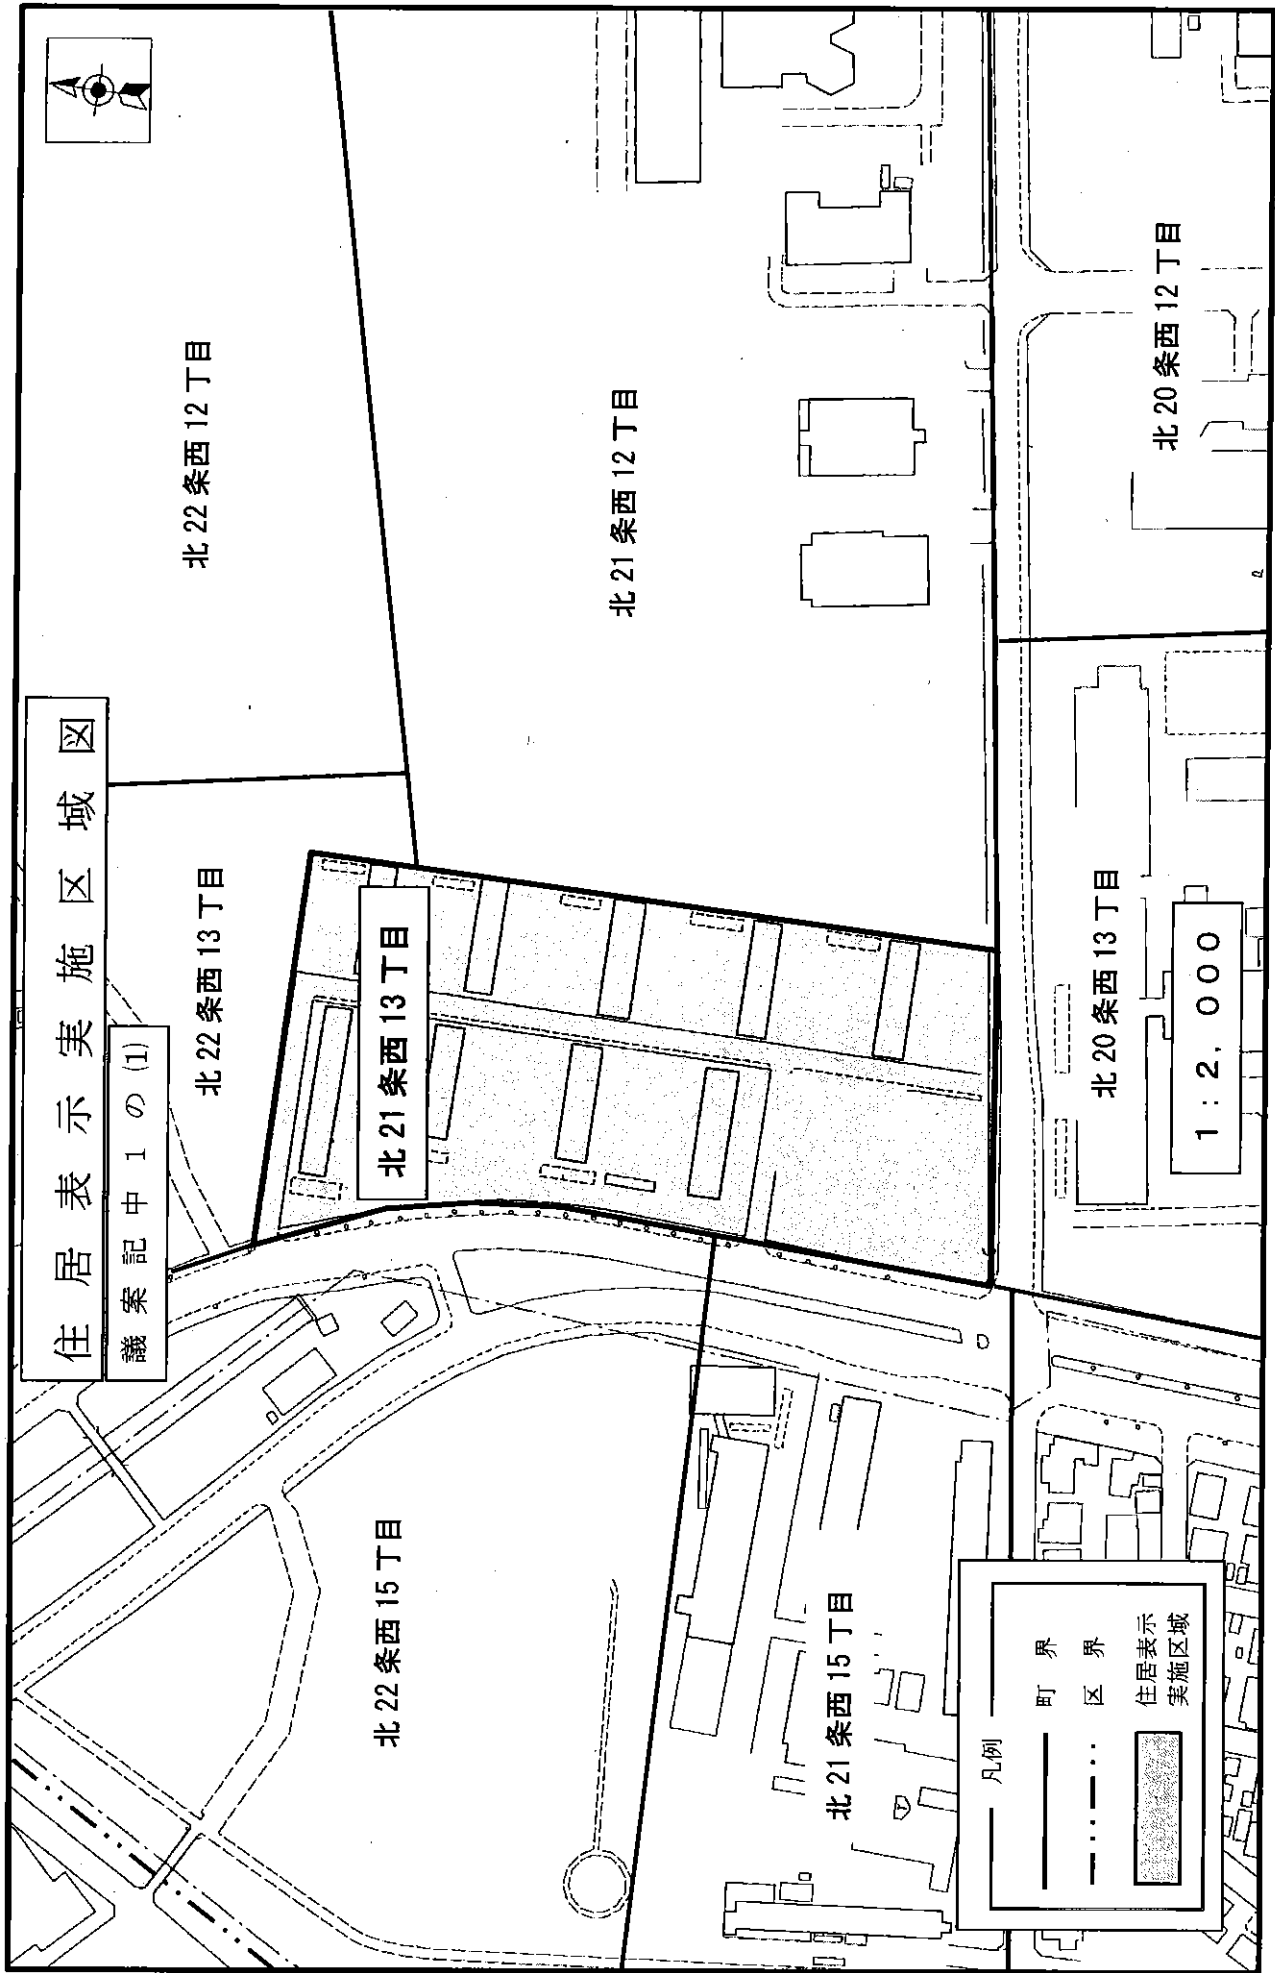 住居表示実施区域図
議案記中1の(1)
北22条西15丁目
北22条西13丁目
北22条西12丁目
北21条西13丁目
北21条西12丁目
北21条西15丁目
北20条西13丁目
北20条西12丁目
凡例
町界
区界
住居表示
実施区域
1:2,000